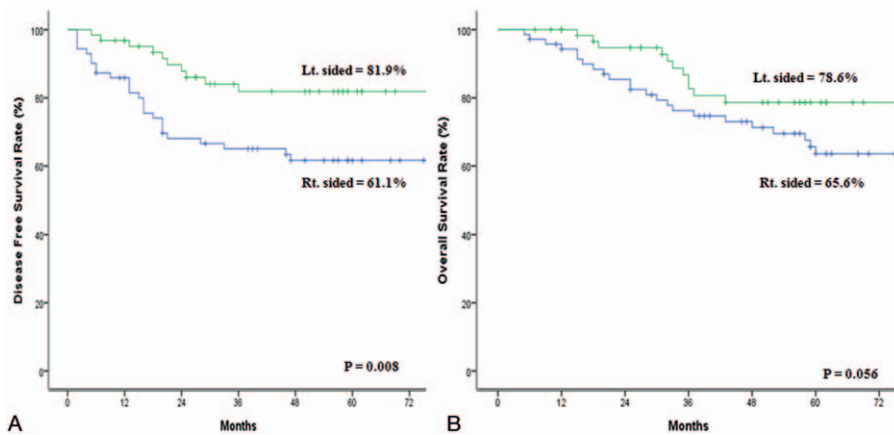 Disease Free Survival Rate (%)
100
80
60
40
20
0
Lt. sided = 81.9%
Rt. sided = 61.1%
P = 0.008
0 12 24 36 48 60 72
Months
A
Overall Survival Rate (%)
100
80
60
40
20
0
Lt. sided = 78.6%
Rt. sided = 65.6%
P = 0.056
0 12 24 36 48 60 72
Months
B